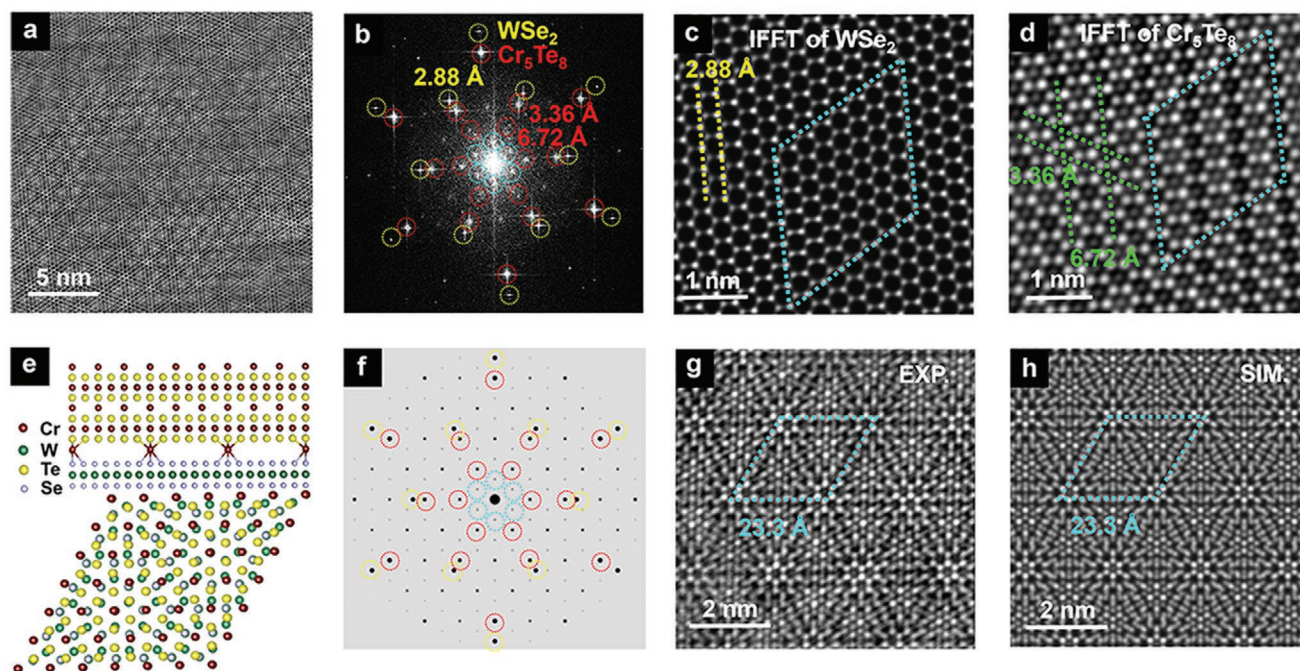 a
5 nm
b
WSe2
Cr5Te8
2.88 Å
3.36 Å
6.72 Å
c
IFFT of WSe2
2.88 Å
1 nm
d
IFFT of Cr5Te8
3.36 Å
6.72 Å
1 nm
e
Cr
W
Te
Se
f
g
EXP.
23.3 Å
2 nm
h
SIM.
23.3 Å
2 nm